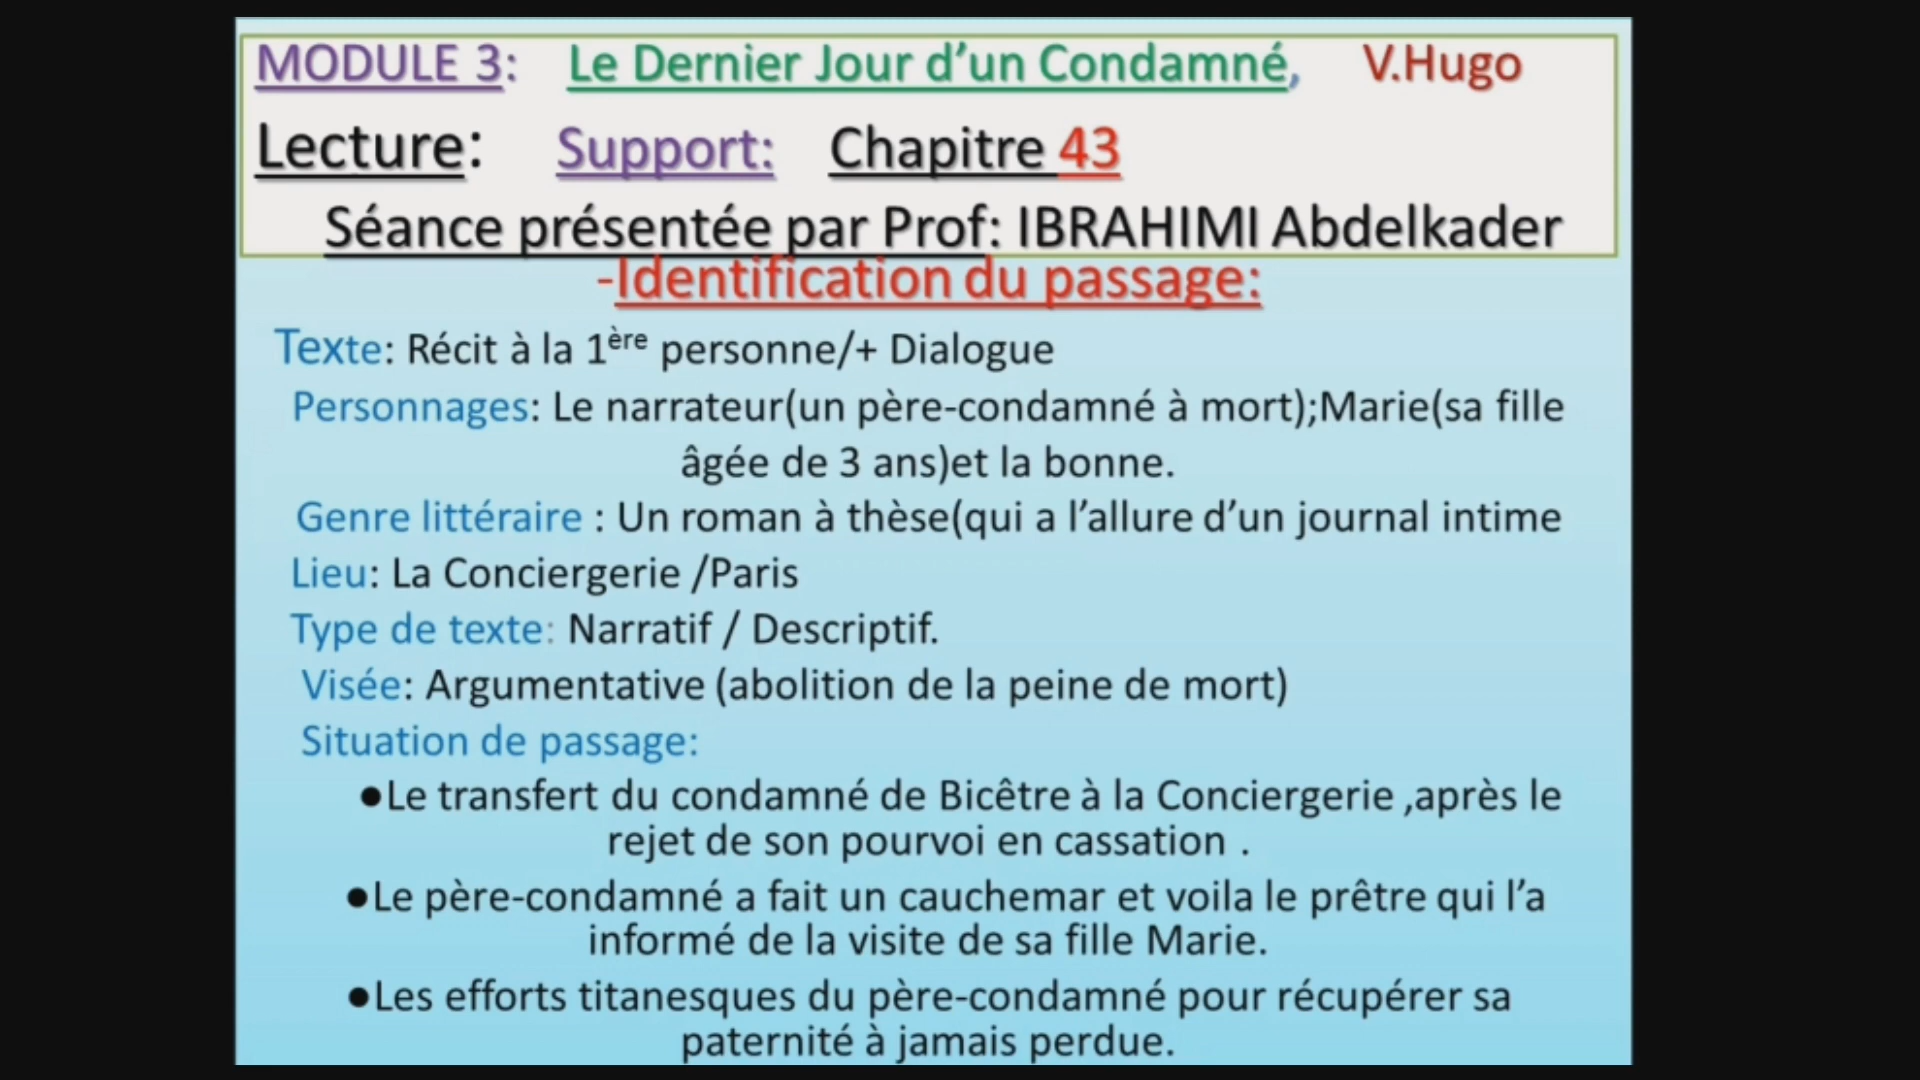 MODULE 3: Le Dernier Jour d’un Condamné, V.Hugo
Lecture: Support: Chapitre 43
Séance présentée par Prof: IBRAHIMI Abdelkader
-Identification du passage:
Texte: Récit à la 1ère personne/+ Dialogue
Personnages: Le narrateur(un père-condamné à mort);Marie(sa fille
âgée de 3 ans)et la bonne.
Genre littéraire : Un roman à thèse(qui a l’allure d’un journal intime
Lieu: La Conciergerie /Paris
Type de texte: Narratif / Descriptif.
Visée: Argumentative (abolition de la peine de mort)
Situation de passage:
●Le transfert du condamné de Bicêtre à la Conciergerie ,après le
rejet de son pourvoi en cassation .
●Le père-condamné a fait un cauchemar et voila le prêtre qui l’a
informé de la visite de sa fille Marie.
●Les efforts titanesques du père-condamné pour récupérer sa
paternité à jamais perdue.